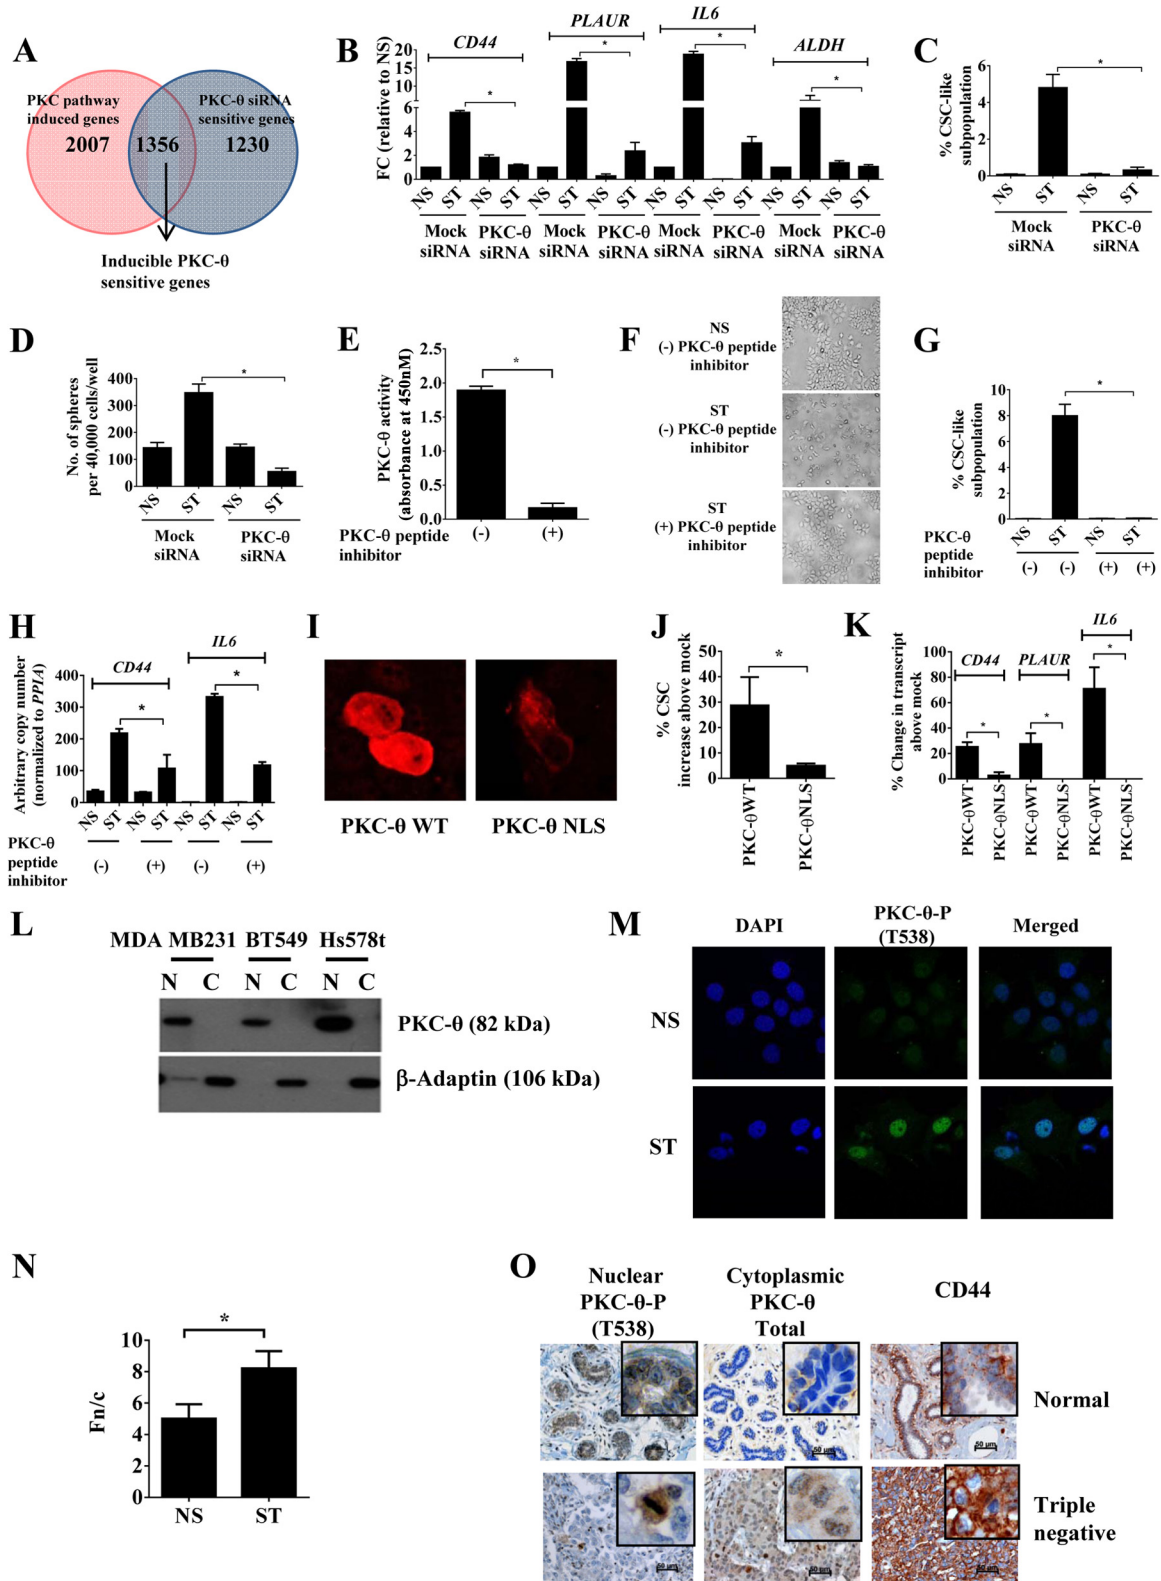 A
PKC pathway
induced genes
2007
1356
PKC-θ siRNA
sensitive genes
1230
Inducible PKC-θ
sensitive genes
B
FC (relative to NS)
20
15
10
6
4
2
0
CD44
PLAUR
IL6
ALDH
*
*
*
*
NS ST NS ST NS ST NS ST NS ST NS ST NS ST NS ST
Mock siRNA
PKC-θ siRNA
Mock siRNA
PKC-θ siRNA
Mock siRNA
PKC-θ siRNA
Mock siRNA
PKC-θ siRNA
C
% CSC-like
subpopulation
6
4
2
0
*
NS ST NS ST
Mock
siRNA
PKC-θ
siRNA
D
No. of spheres
per 40,000 cells/well
400
300
200
100
0
*
NS ST NS ST
Mock
siRNA
PKC-θ
siRNA
E
PKC-θ activity
(absorbance at 450nM)
2.5
2.0
1.5
1.0
0.5
0.0
*
PKC-θ peptide
inhibitor
(-) (+)
F
NS
(-) PKC-θ peptide
inhibitor
ST
(-) PKC-θ peptide
inhibitor
ST
(+) PKC-θ peptide
inhibitor
G
% CSC-like
subpopulation
10
8
6
4
2
0
*
NS ST NS ST
PKC-θ
peptide
inhibitor
(-) (-) (+) (+)
H
Arbitrary copy number
(normalized to PPIA)
400
300
200
100
0
CD44
IL6
*
*
NS ST NS ST NS ST NS ST
PKC-θ
peptide
inhibitor
(-) (+) (-) (+)
I
PKC-θ WT
PKC-θ NLS
J
% CSC
increase above mock
50
40
30
20
10
0
*
PKC-θWT
PKC-θNLS
K
% Change in transcript
above mock
100
80
60
40
20
0
CD44
PLAUR
IL6
*
*
*
PKC-θWT
PKC-θNLS
PKC-θWT
PKC-θNLS
PKC-θWT
PKC-θNLS
L
MDA MB231 BT549 Hs578t
N C N C N C
PKC-θ (82 kDa)
β-Adaptin (106 kDa)
M
DAPI
PKC-θ-P
(T538)
Merged
NS
ST
N
Fn/c
10
8
6
4
2
0
*
NS ST
O
Nuclear
PKC-θ-P
(T538)
Cytoplasmic
PKC-θ
Total
CD44
Normal
50 µm
50 µm
Triple
negative
50 µm
50 µm
50 µm